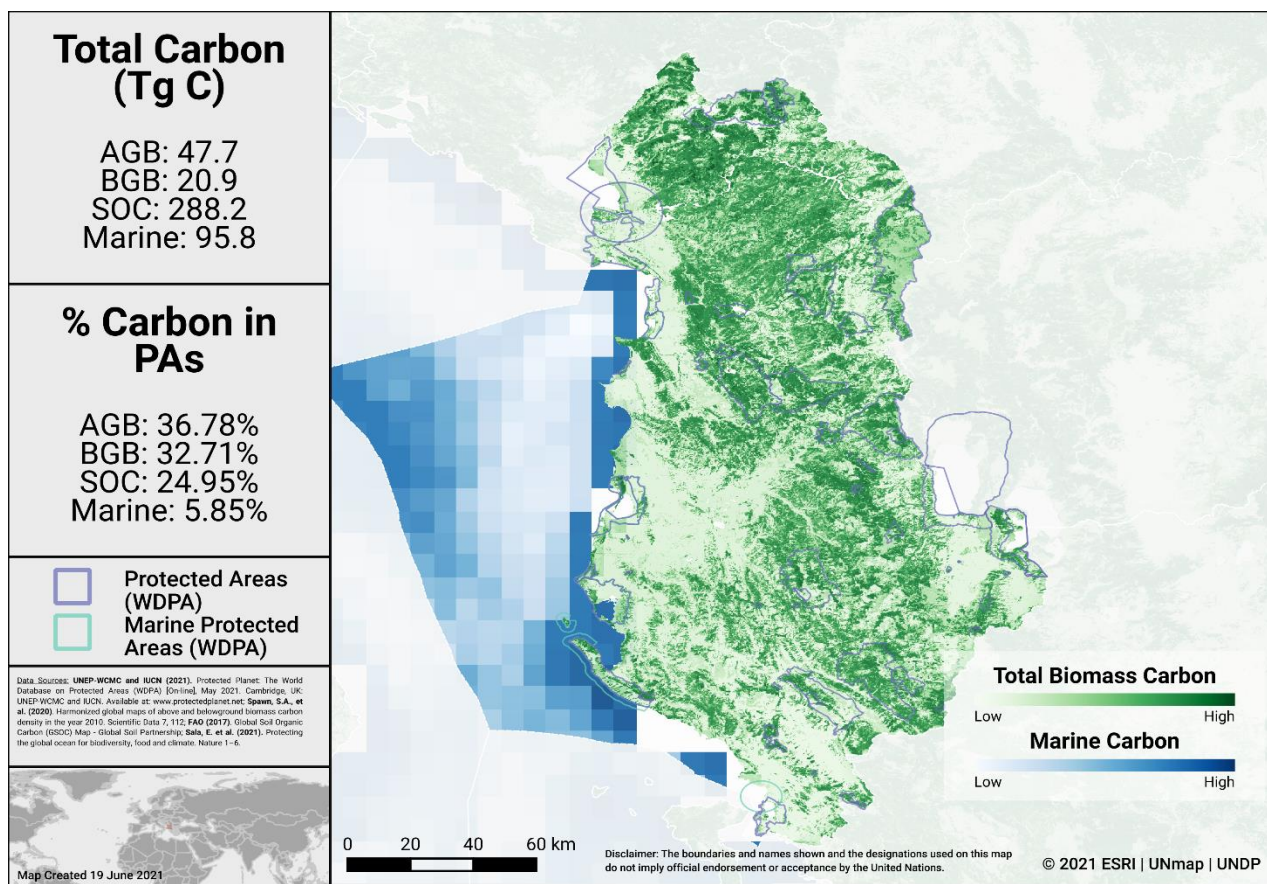 Total Carbon
(Tg C)
AGB: 47.7
BGB: 20.9
SOC: 288.2
Marine: 95.8
% Carbon in
PAs
AGB: 36.78%
BGB: 32.71%
SOC: 24.95%
Marine: 5.85%
Protected Areas
(WDPA)
Marine Protected
Areas (WDPA)
Data Sources: UNEP-WCMC and IUCN (2021). Protected Planet: The World
Database on Protected Areas (WDPA) [On-line], May 2021. Cambridge, UK:
UNEP-WCMC and IUCN. Available at: www.protectedplanet.net; Spawn, S.A., et
al. (2020). Harmonized global maps of above and belowground biomass carbon
density in the year 2010. Scientific Data 7, 112; FAO (2017). Global Soil Organic
Carbon (GSOC) Map - Global Soil Partnership; Sala, E. et al. (2021). Protecting
the global ocean for biodiversity, food and climate. Nature 1–6.
Map Created 19 June 2021
0 20 40 60 km
Disclaimer: The boundaries and names shown and the designations used on this map
do not imply official endorsement or acceptance by the United Nations.
Total Biomass Carbon
Low High
Marine Carbon
Low High
© 2021 ESRI | UNmap | UNDP